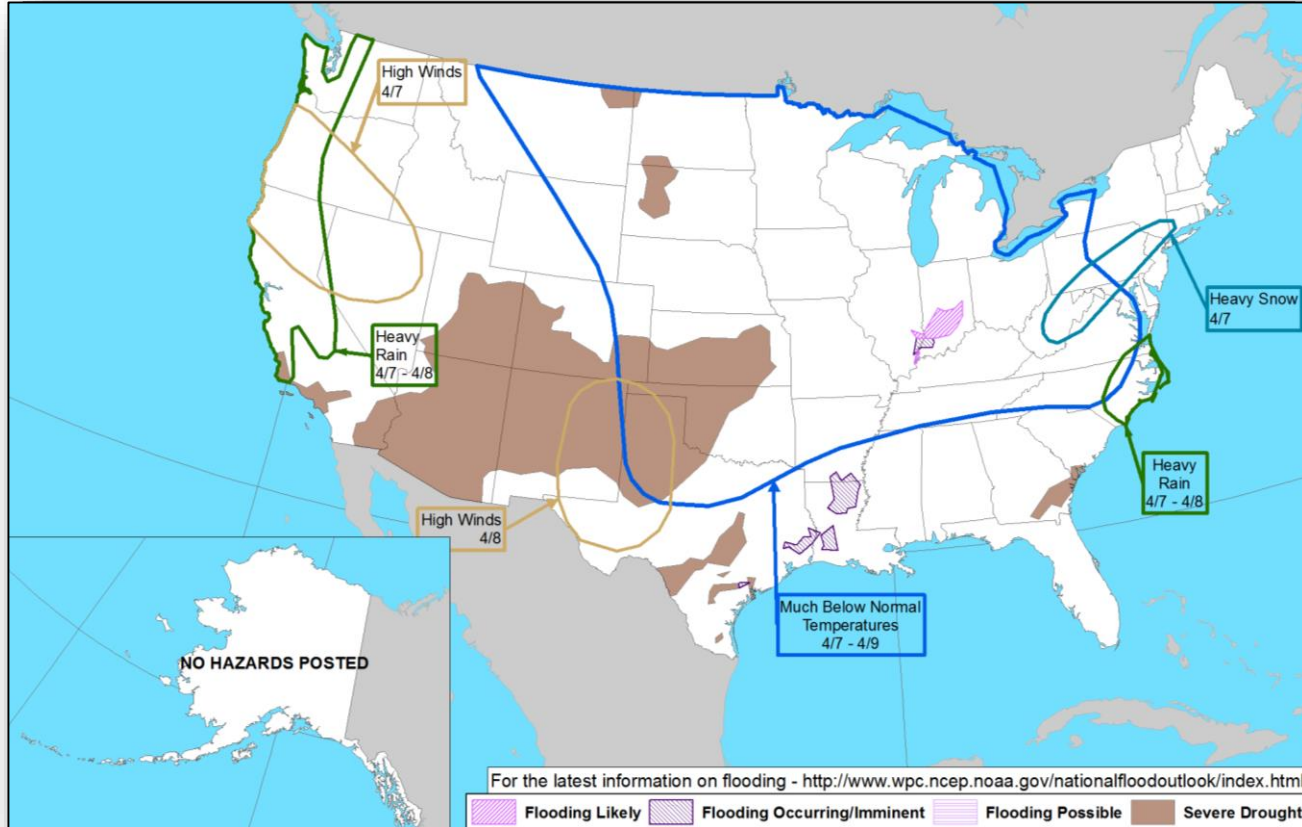 High Winds
4/7
Heavy Snow
4/7
Heavy
Rain
4/7 - 4/8
Heavy
Rain
4/7 - 4/8
High Winds
4/8
Much Below Normal
Temperatures
4/7 - 4/9
NO HAZARDS POSTED
For the latest information on flooding - http://www.wpc.ncep.noaa.gov/nationalfloodoutlook/index.html
Flooding Likely Flooding Occurring/Imminent Flooding Possible Severe Drought